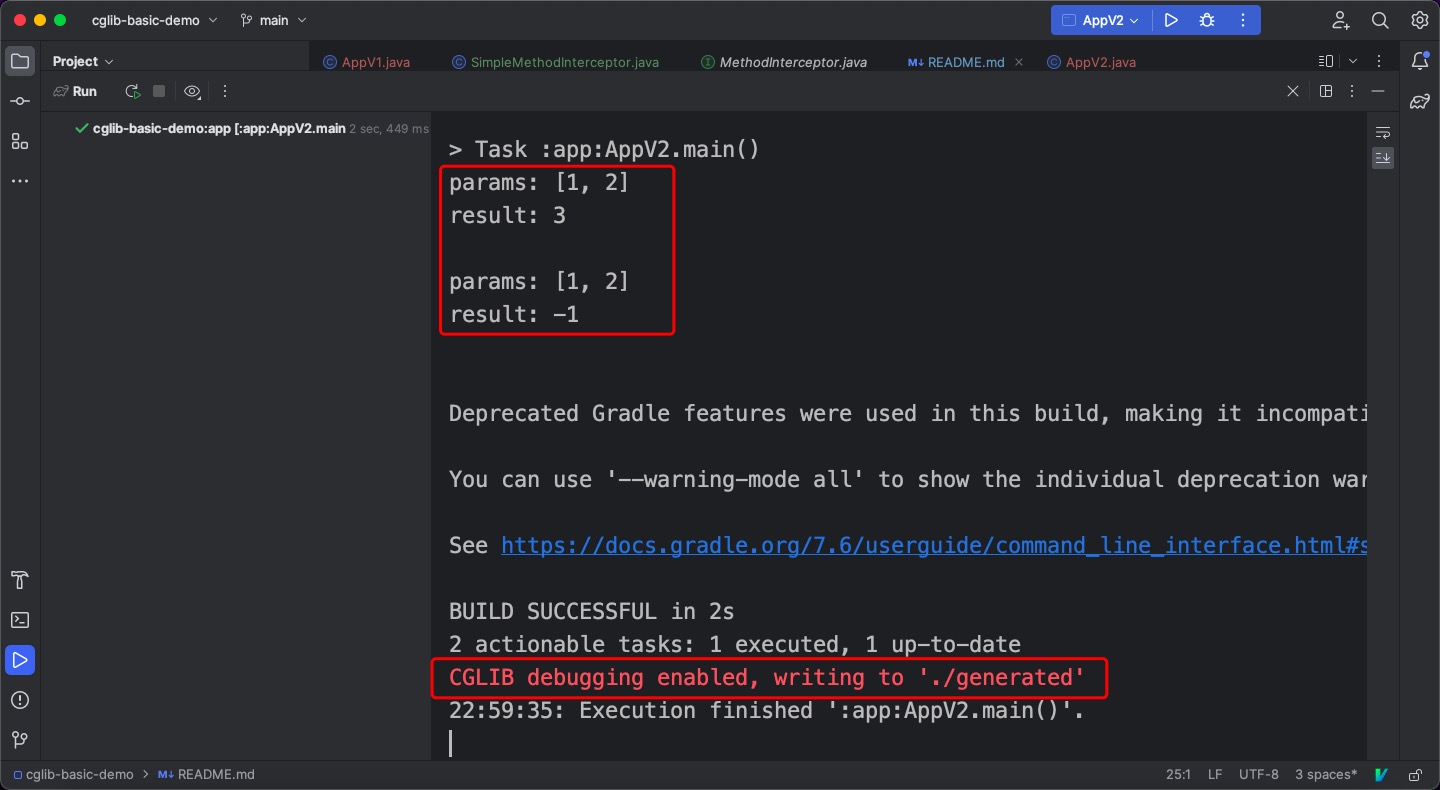 cglib-basic-demo main AppV2
Project AppV1.java SimpleMethodInterceptor.java MethodInterceptor.java M↓ README.md AppV2.java
Run
cglib-basic-demo:app [:app:AppV2.main 2 sec, 449 ms
> Task :app:AppV2.main()
params: [1, 2]
result: 3
params: [1, 2]
result: -1
Deprecated Gradle features were used in this build, making it incompati
You can use '--warning-mode all' to show the individual deprecation war
See https://docs.gradle.org/7.6/userguide/command_line_interface.html#s
BUILD SUCCESSFUL in 2s
2 actionable tasks: 1 executed, 1 up-to-date
CGLIB debugging enabled, writing to './generated'
22:59:35: Execution finished ':app:AppV2.main()'.
cglib-basic-demo > M↓ README.md 25:1 LF UTF-8 3 spaces*